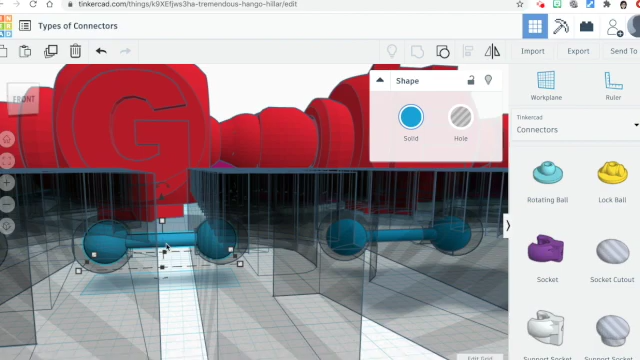 tinkercad.com/things/k9XEfjws3ha-tremendous-hango-hillar/edit
Types of Connectors
Import
Export
Send To
Shape
Solid
Hole
Workplane
Ruler
Tinkercad
Connectors
Rotating Ball
Lock Ball
Socket
Socket Cutout
Support Socket
Support Socket
FRONT
G
Edit Grid